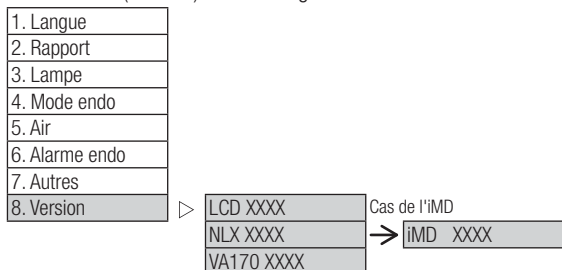 1. Langue
2. Rapport
3. Lampe
4. Mode endo
5. Air
6. Alarme endo
7. Autres
8. Version
LCD XXXX
Cas de l'iMD
NLX XXXX
iMD XXXX
VA170 XXXX